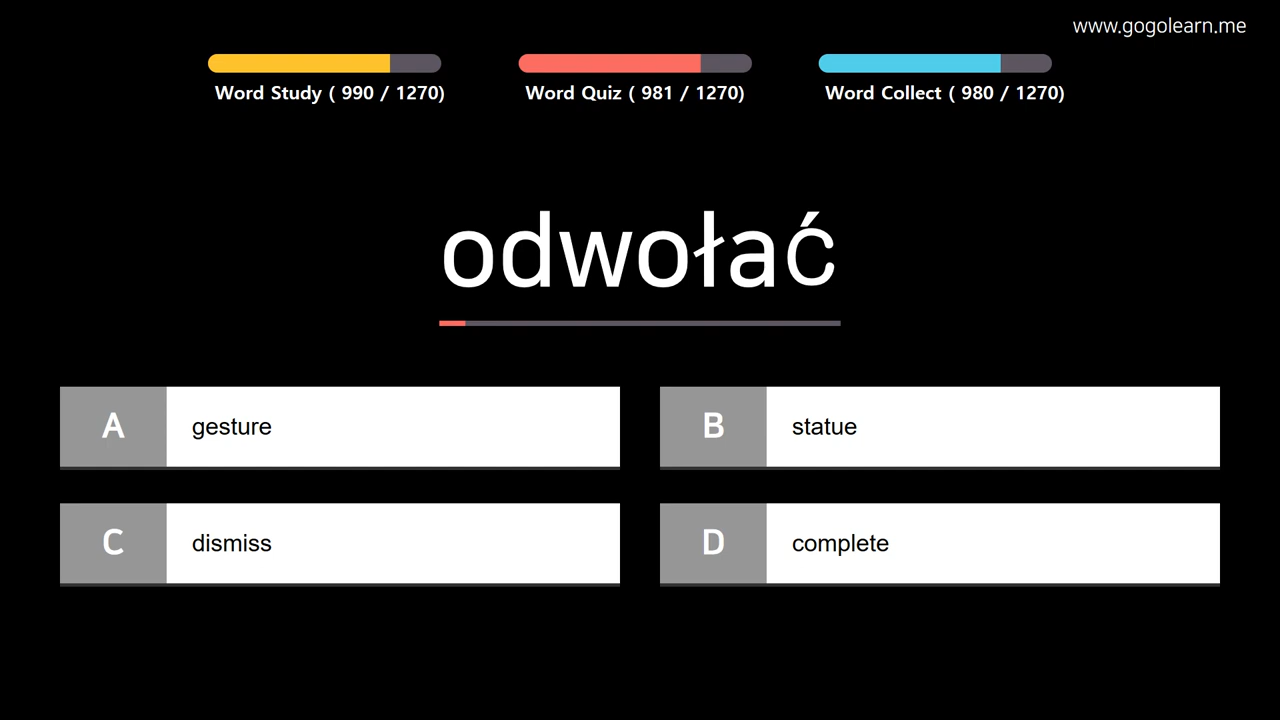 www.gogolearn.me
Word Study ( 990 / 1270)
Word Quiz ( 981 / 1270)
Word Collect ( 980 / 1270)
odwołać
A gesture
B statue
C dismiss
D complete